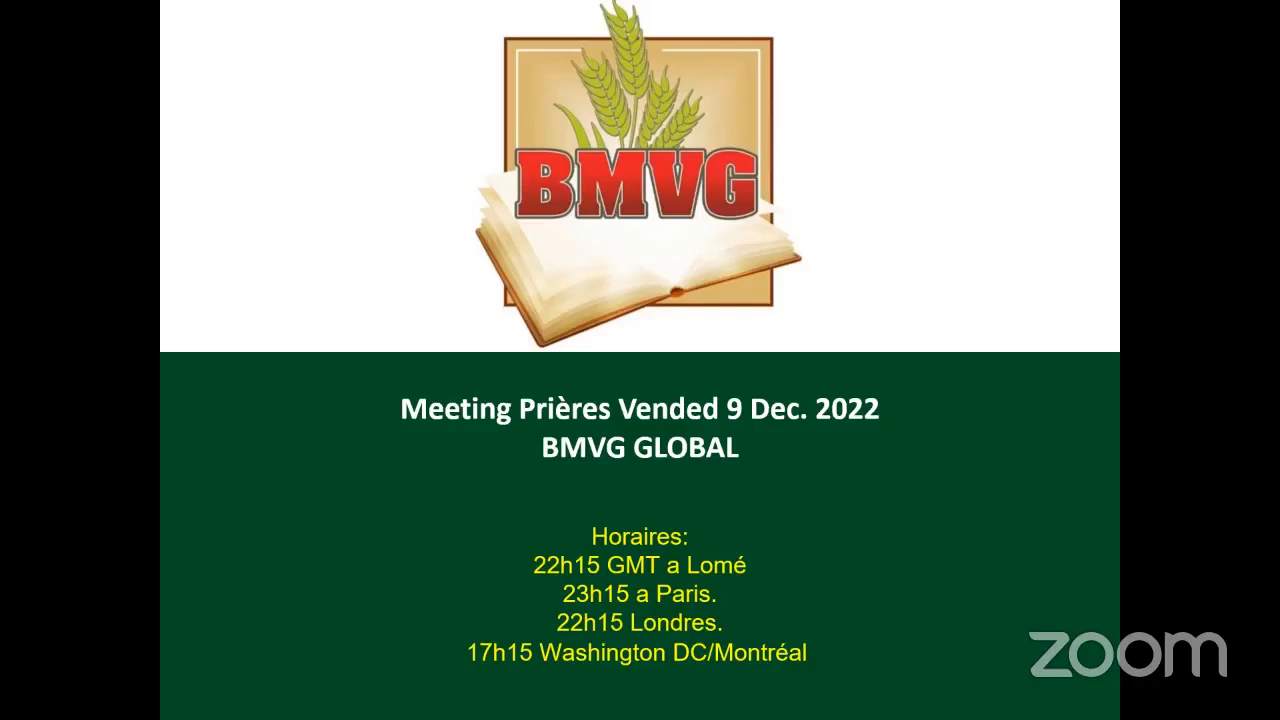 BMVG
Meeting Prières Vended 9 Dec. 2022
BMVG GLOBAL
Horaires:
22h15 GMT a Lomé
23h15 a Paris.
22h15 Londres.
17h15 Washington DC/Montréal
zoom